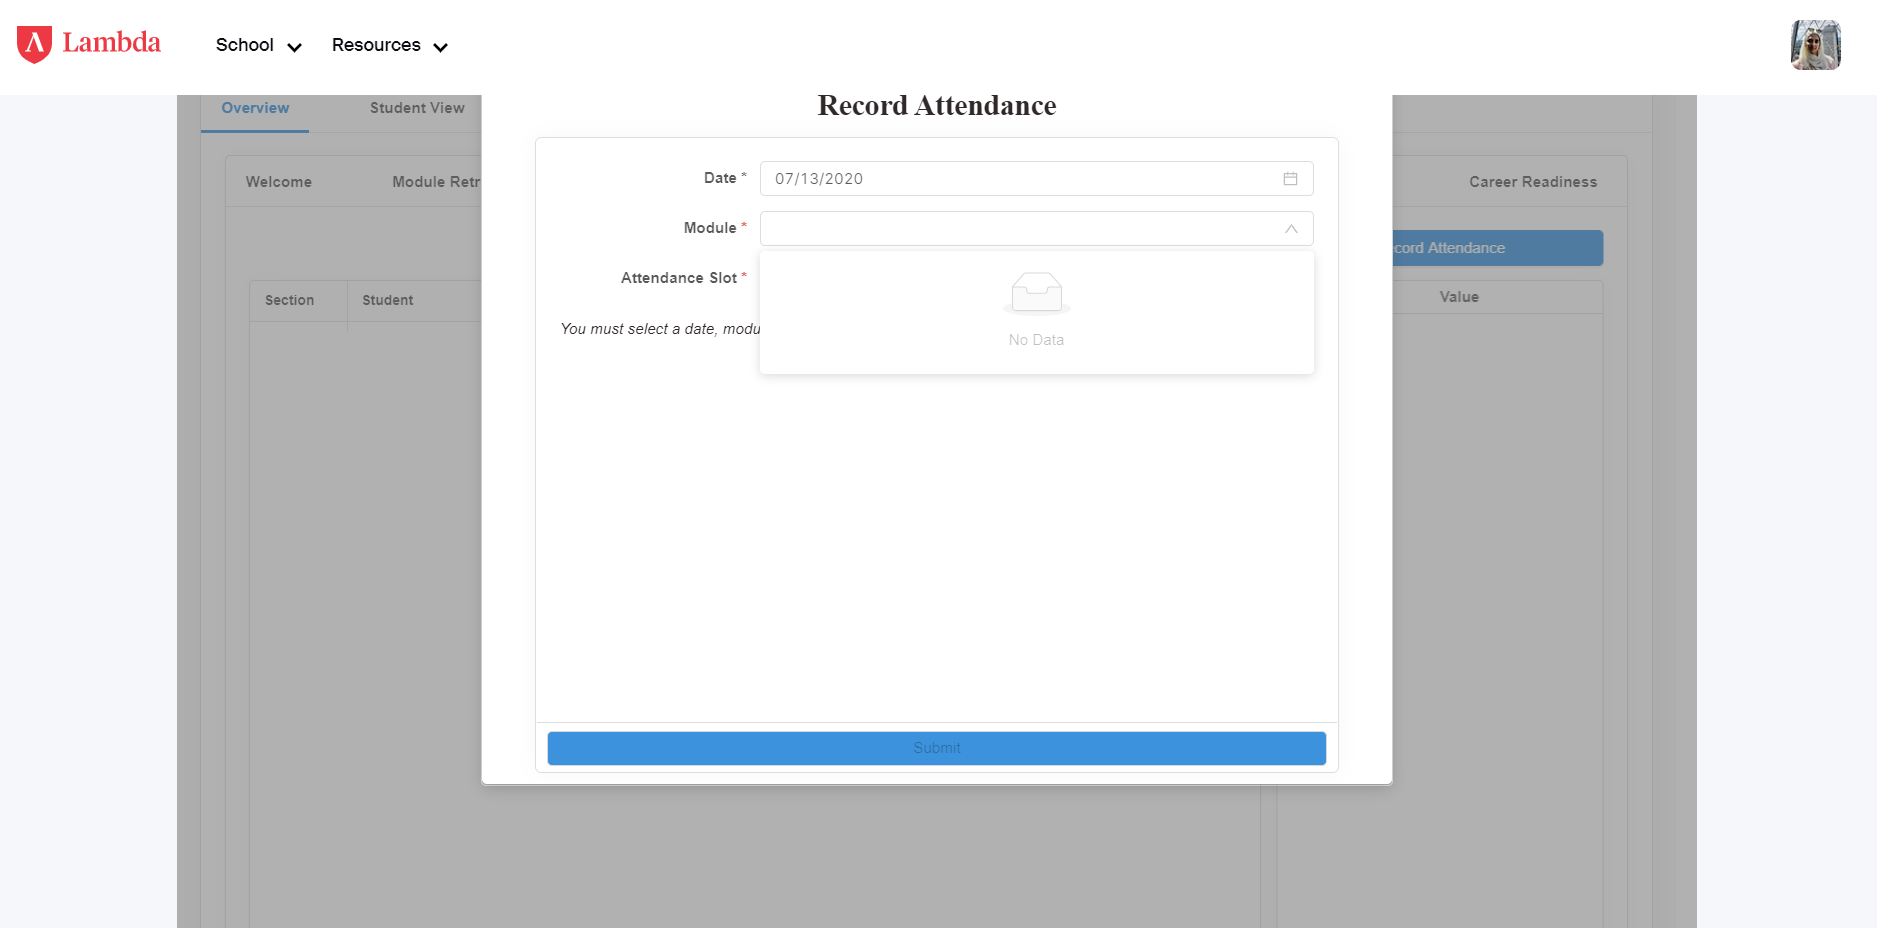 Lambda
School
Resources
Record Attendance
Overview
Student View
Date *
07/13/2020
Welcome
Module Retr
Career Readiness
Module *
cord Attendance
Attendance Slot *
Section
Student
Value
You must select a date, modu
No Data
Submit